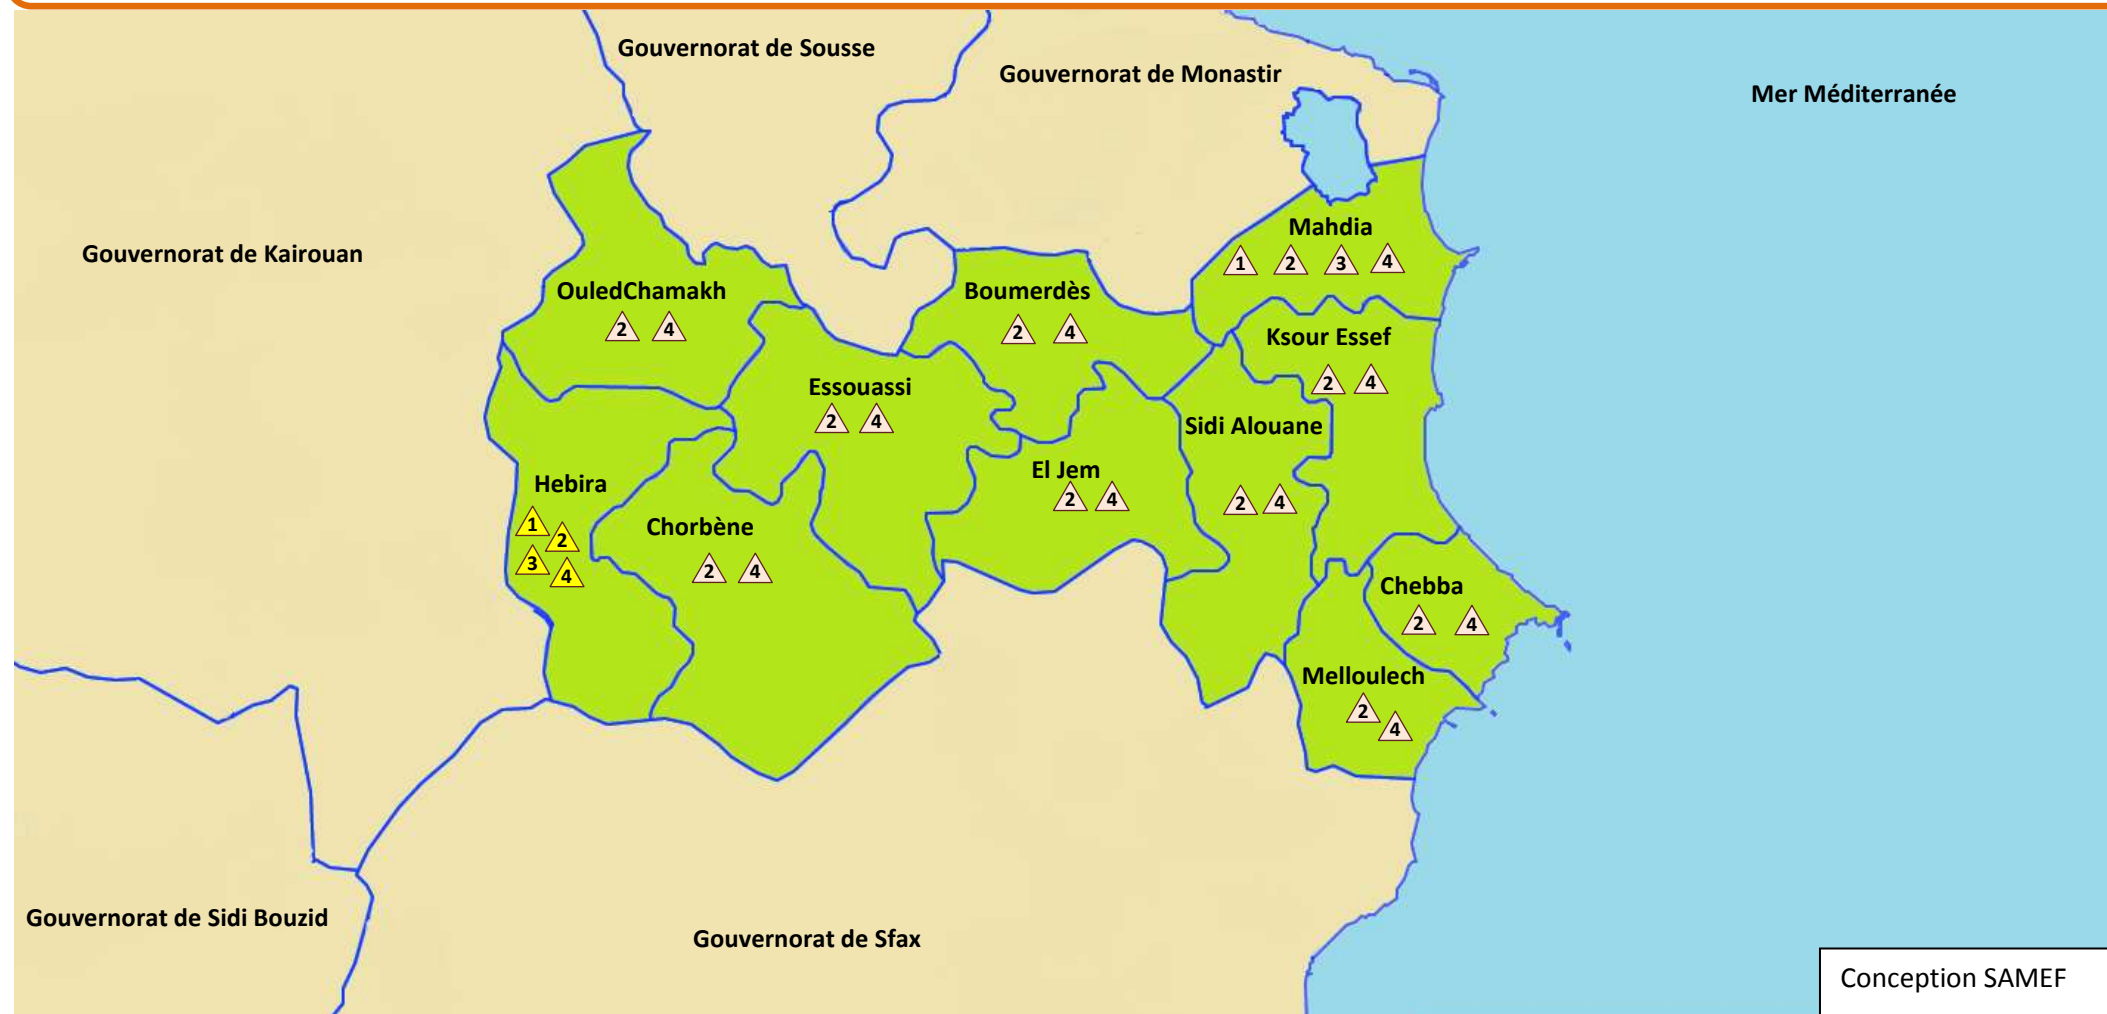 Gouvernorat de Sousse
Gouvernorat de Monastir
Mer Méditerranée
Gouvernorat de Kairouan
Mahdia
1 2 3 4
OuledChamakh
2 4
Boumerdès
2 4
Ksour Essef
2 4
Essouassi
2 4
Sidi Alouane
2 4
El Jem
2 4
Hebira
1 2
3 4
Chorbène
2 4
Chebba
2 4
Melloulech
2 4
Gouvernorat de Sidi Bouzid
Gouvernorat de Sfax
Conception SAMEF